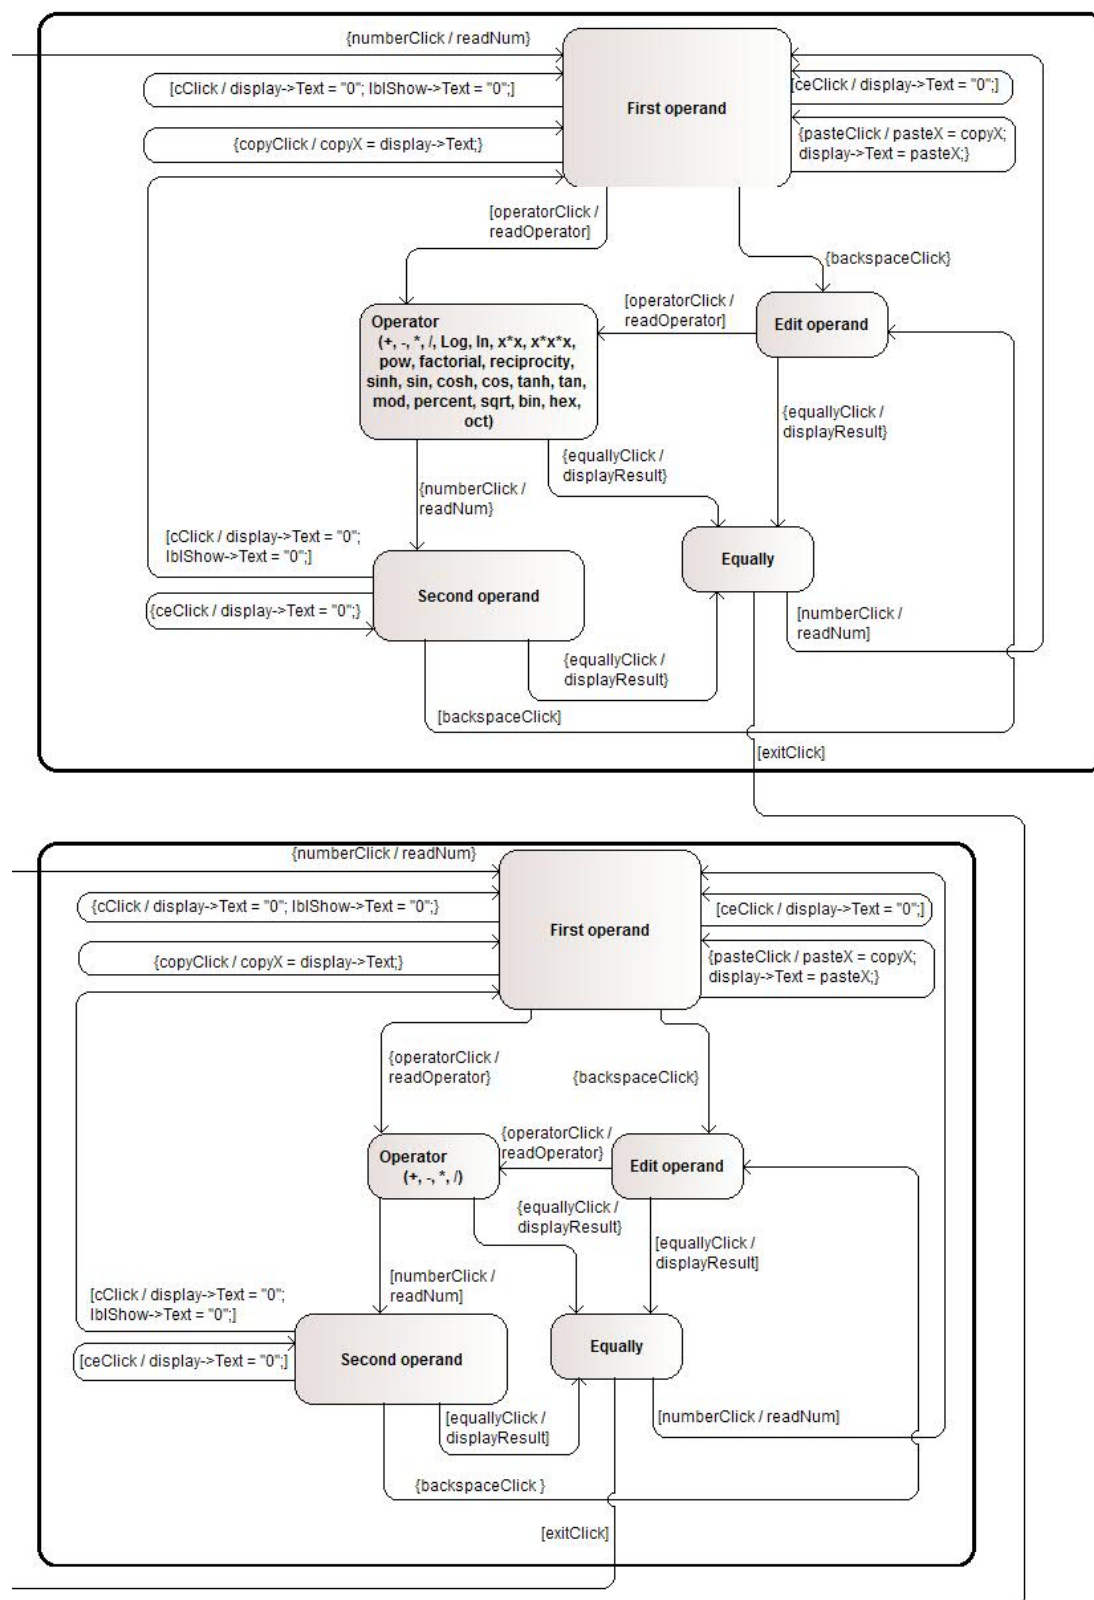 {numberClick / readNum}
[cClick / display->Text = "0"; lblShow->Text = "0";]
{copyClick / copyX = display->Text;}
First operand
[ceClick / display->Text = "0";]
{pasteClick / pasteX = copyX;
display->Text = pasteX;}
[operatorClick /
readOperator]
{backspaceClick}
Operator
(+, -, *, /, Log, ln, x*x, x*x*x,
pow, factorial, reciprocity,
sinh, sin, cosh, cos, tanh, tan,
mod, percent, sqrt, bin, hex,
oct)
[operatorClick /
readOperator]
Edit operand
{equallyClick /
displayResult}
{equallyClick /
displayResult}
{numberClick /
readNum}
[cClick / display->Text = "0";
lblShow->Text = "0";]
Second operand
Equally
{ceClick / display->Text = "0";}
[numberClick /
readNum]
{equallyClick /
displayResult}
[backspaceClick]
[exitClick]
{numberClick / readNum}
{cClick / display->Text = "0"; lblShow->Text = "0";}
{copyClick / copyX = display->Text;}
First operand
[ceClick / display->Text = "0";]
{pasteClick / pasteX = copyX;
display->Text = pasteX;}
{operatorClick /
readOperator}
{backspaceClick}
Operator
(+, -, *, /)
{operatorClick /
readOperator}
Edit operand
{equallyClick /
displayResult}
[equallyClick /
displayResult]
[numberClick /
readNum]
[cClick / display->Text = "0";
lblShow->Text = "0";]
Second operand
Equally
[ceClick / display->Text = "0";]
[equallyClick /
displayResult]
[numberClick / readNum]
{backspaceClick }
[exitClick]